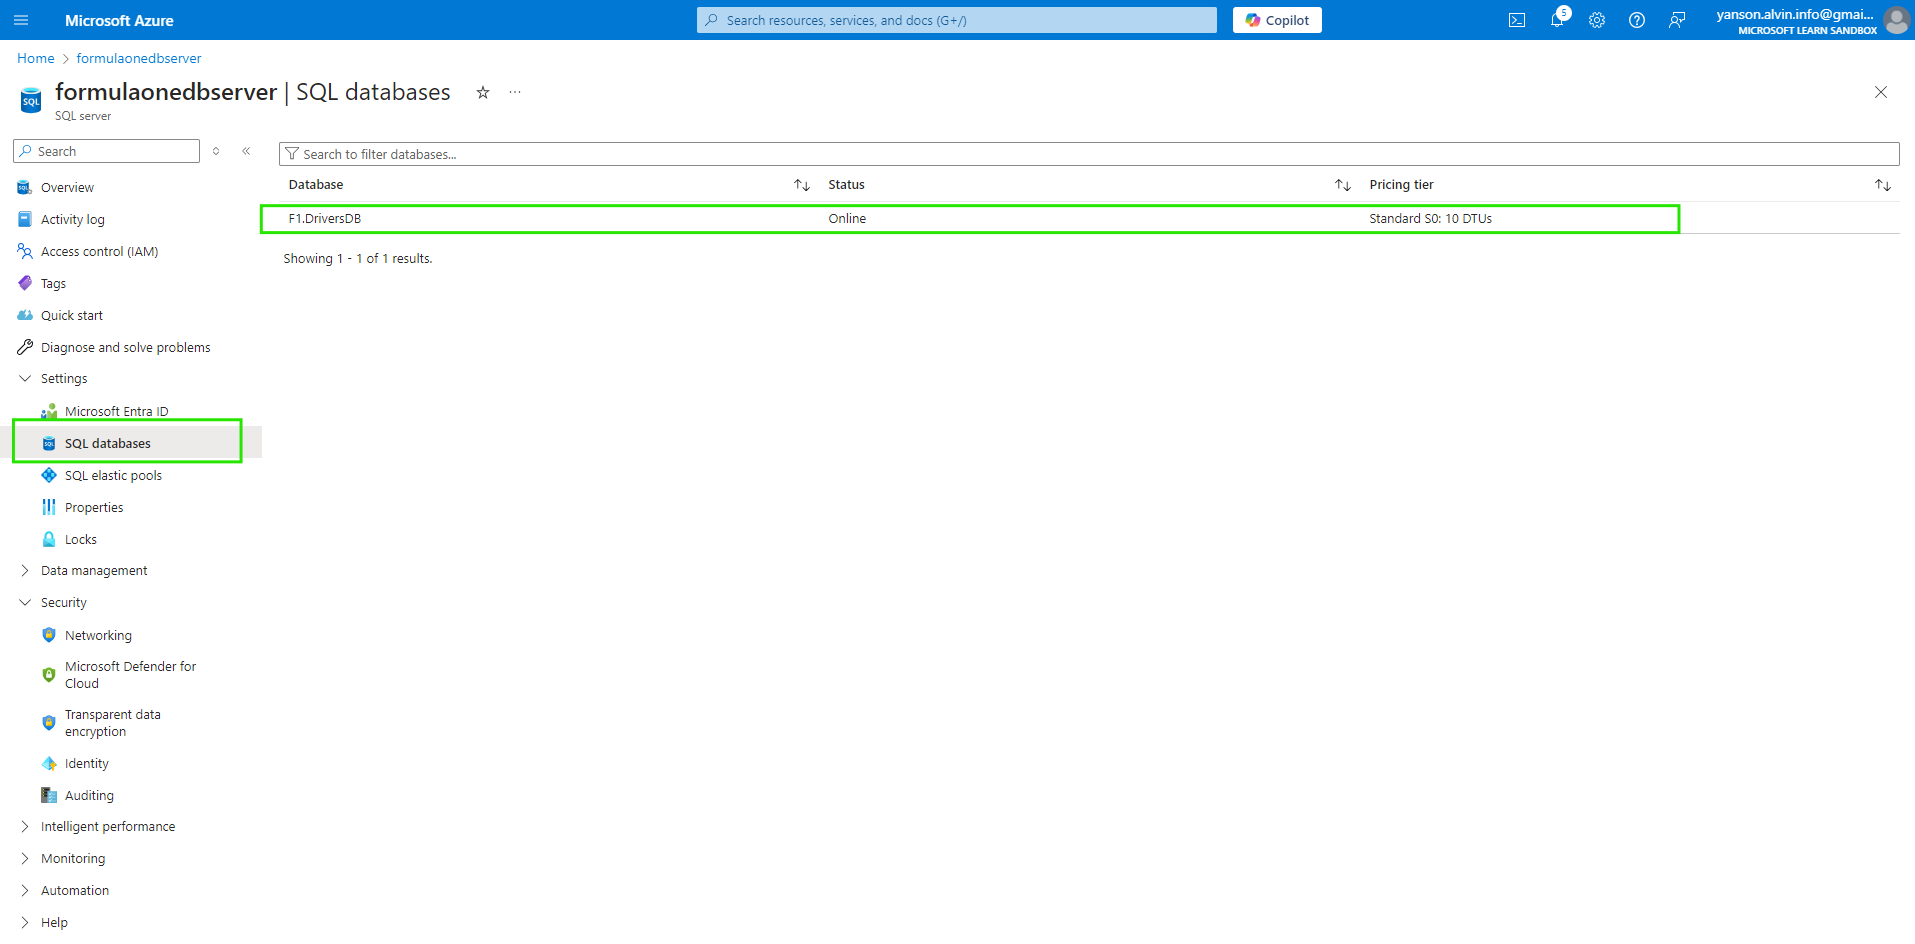 Microsoft Azure
Search resources, services, and docs (G+/)
Copilot
5
yanson.alvin.info@gmai...
MICROSOFT LEARN SANDBOX
Home > formulaonedbserver
formulaonedbserver | SQL databases
SQL
SQL server
Search
Overview
Activity log
Access control (IAM)
Tags
Quick start
Diagnose and solve problems
Settings
Microsoft Entra ID
SQL databases
SQL elastic pools
Properties
Locks
Data management
Security
Networking
Microsoft Defender for
Cloud
Transparent data
encryption
Identity
Auditing
Intelligent performance
Monitoring
Automation
Help
Search to filter databases...
Database Status Pricing tier
F1.DriversDB Online Standard S0: 10 DTUs
Showing 1 - 1 of 1 results.